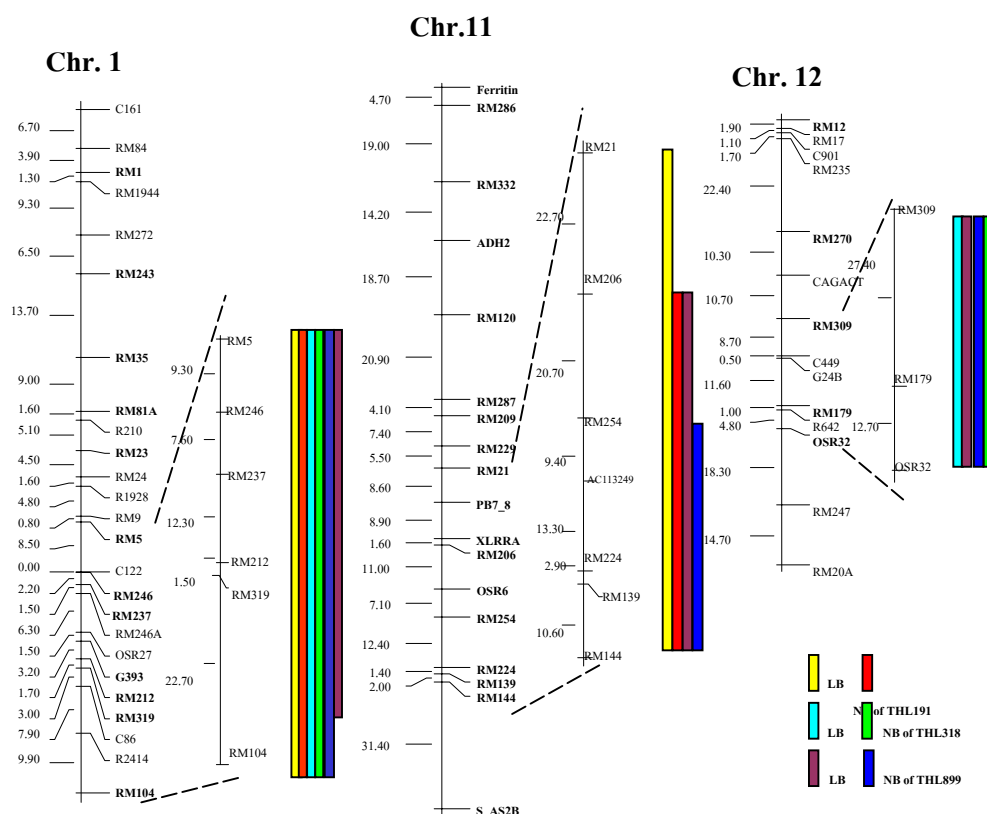 Chr. 1
C161
6.70
RM84
3.90
RM1
1.30
RM1944
9.30
RM272
6.50
RM243
13.70
RM35
9.00
RM81A
1.60
R210
5.10
RM23
4.50
RM24
1.60
R1928
4.80
RM9
0.80
RM5
8.50
C122
0.00
RM246
2.20
RM237
1.50
RM246A
6.30
OSR27
1.50
G393
3.20
RM212
1.70
RM319
3.00
C86
7.90
R2414
9.90
RM104
RM5
9.30
RM246
7.60
RM237
12.30
RM212
1.50
RM319
22.70
RM104
Chr.11
Ferritin
4.70
RM286
19.00
RM332
14.20
ADH2
18.70
RM120
20.90
RM287
4.10
RM209
7.40
RM229
5.50
RM21
8.60
PB7_8
8.90
XLRRA
1.60
RM206
11.00
OSR6
7.10
RM254
12.40
RM224
1.40
RM139
2.00
RM144
31.40
S_AS2B
RM21
22.70
RM206
20.70
RM254
9.40
AC113249
13.30
RM224
2.90
RM139
10.60
RM144
Chr. 12
RM12
1.90
RM17
1.10
C901
1.70
RM235
22.40
RM270
10.30
CAGACT
10.70
RM309
8.70
C449
0.50
G24B
11.60
RM179
1.00
R642
4.80
OSR32
18.30
RM247
14.70
RM20A
RM309
27.40
RM179
12.70
OSR32
LB
NB of THL191
LB
NB of THL318
LB
NB of THL899